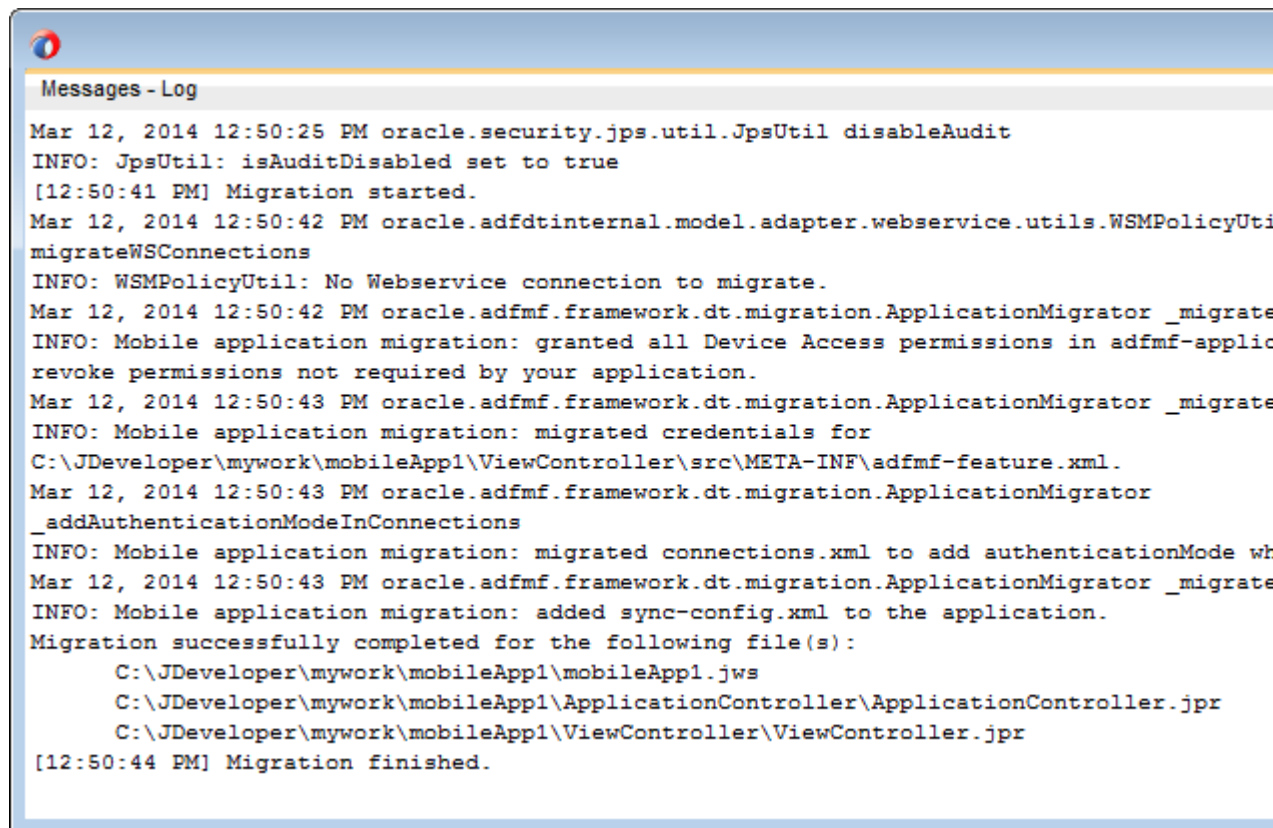 Messages - Log
Mar 12, 2014 12:50:25 PM oracle.security.jps.util.JpsUtil disableAudit
INFO: JpsUtil: isAuditDisabled set to true
[12:50:41 PM] Migration started.
Mar 12, 2014 12:50:42 PM oracle.adfdtinternal.model.adapter.webservice.utils.WSMPolicyUti
migrateWSConnections
INFO: WSMPolicyUtil: No Webservice connection to migrate.
Mar 12, 2014 12:50:42 PM oracle.adfmf.framework.dt.migration.ApplicationMigrator _migrate
INFO: Mobile application migration: granted all Device Access permissions in adfmf-applic
revoke permissions not required by your application.
Mar 12, 2014 12:50:43 PM oracle.adfmf.framework.dt.migration.ApplicationMigrator _migrate
INFO: Mobile application migration: migrated credentials for
C:\JDeveloper\mywork\mobileApp1\ViewController\src\META-INF\adfmf-feature.xml.
Mar 12, 2014 12:50:43 PM oracle.adfmf.framework.dt.migration.ApplicationMigrator
_addAuthenticationModeInConnections
INFO: Mobile application migration: migrated connections.xml to add authenticationMode wh
Mar 12, 2014 12:50:43 PM oracle.adfmf.framework.dt.migration.ApplicationMigrator _migrate
INFO: Mobile application migration: added sync-config.xml to the application.
Migration successfully completed for the following file(s):
C:\JDeveloper\mywork\mobileApp1\mobileApp1.jws
C:\JDeveloper\mywork\mobileApp1\ApplicationController\ApplicationController.jpr
C:\JDeveloper\mywork\mobileApp1\ViewController\ViewController.jpr
[12:50:44 PM] Migration finished.